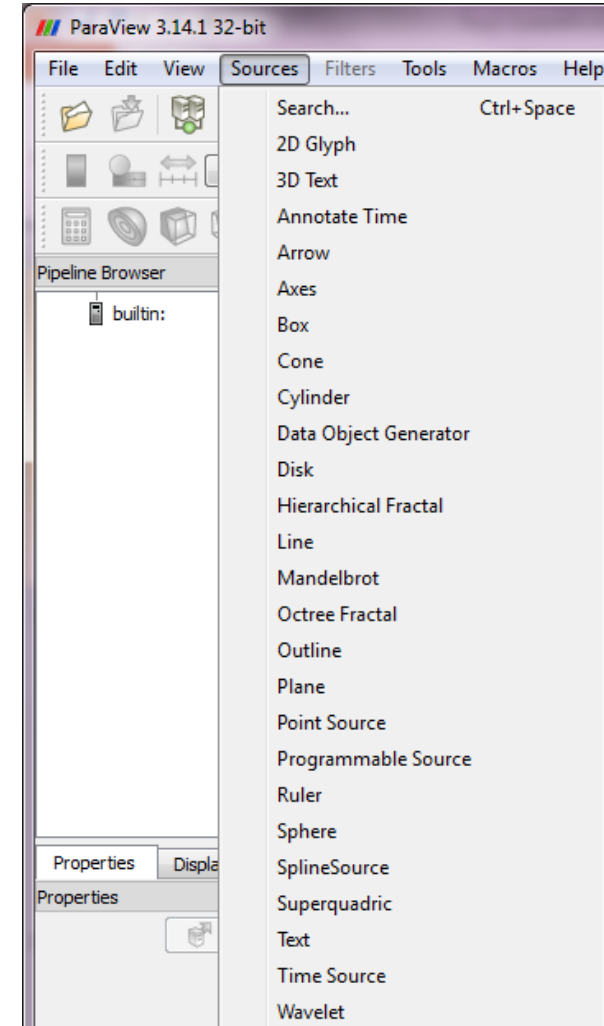 ParaView 3.14.1 32-bit
File Edit View Sources Filters Tools Macros Help
Search... Ctrl+Space
2D Glyph
3D Text
Annotate Time
Arrow
Pipeline Browser
Axes
builtin:
Box
Cone
Cylinder
Data Object Generator
Disk
Hierarchical Fractal
Line
Mandelbrot
Octree Fractal
Outline
Plane
Point Source
Programmable Source
Ruler
Sphere
Properties Displa
SplineSource
Properties
Superquadric
Text
Time Source
Wavelet